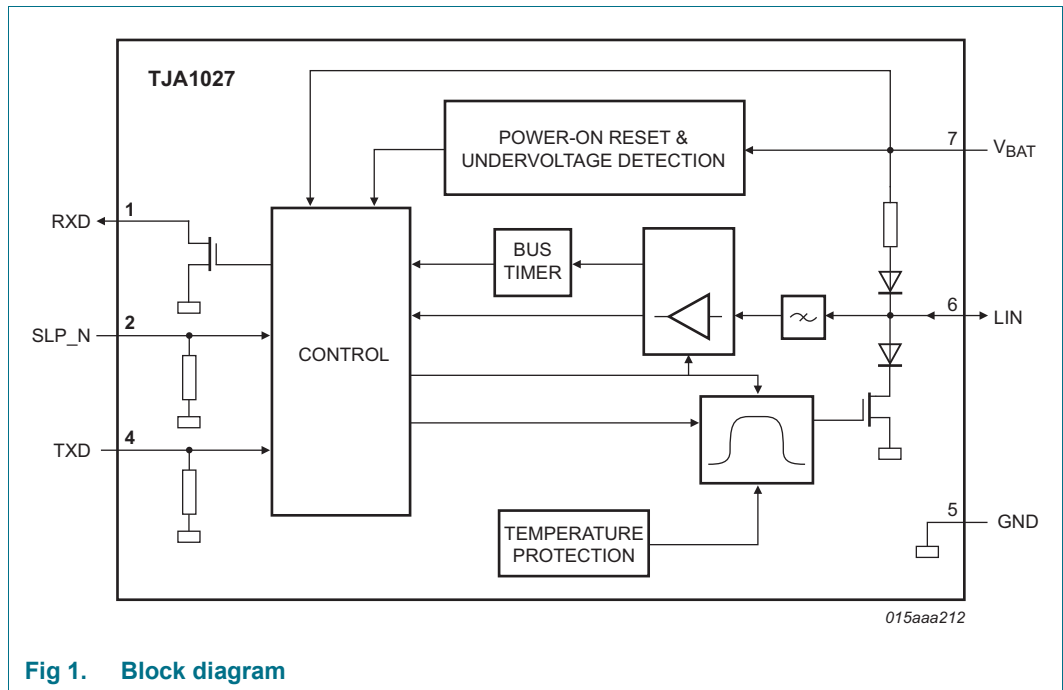 TJA1027
POWER-ON RESET &
UNDERVOLTAGE DETECTION
7
VBAT
RXD
1
BUS
TIMER
6
LIN
SLP_N
2
CONTROL
TXD
4
TEMPERATURE
PROTECTION
5
GND
015aaa212
Fig 1. Block diagram